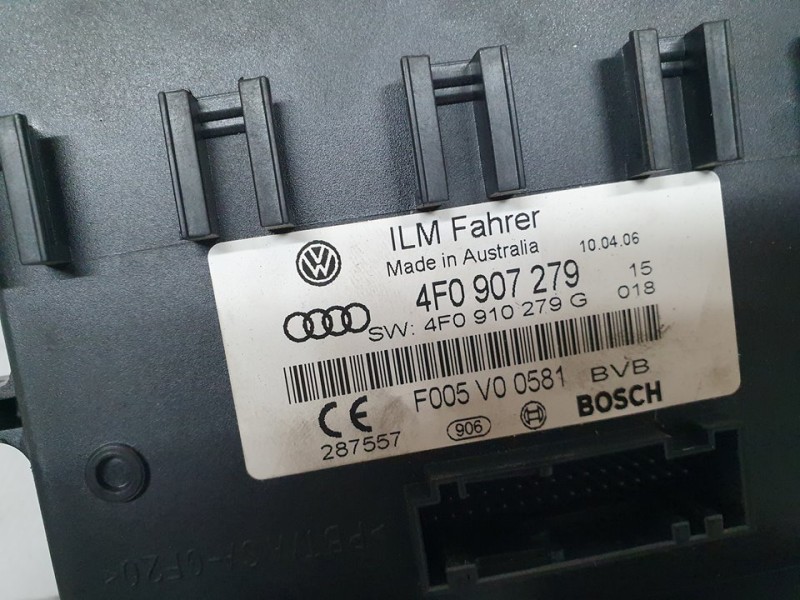 ILM Fahrer
Made in Australia 10.04.06
4F0 907 279 15
SW: 4F0 910 279 G 018
F005 V0 0581 BVB
CE 906 BOSCH
287557